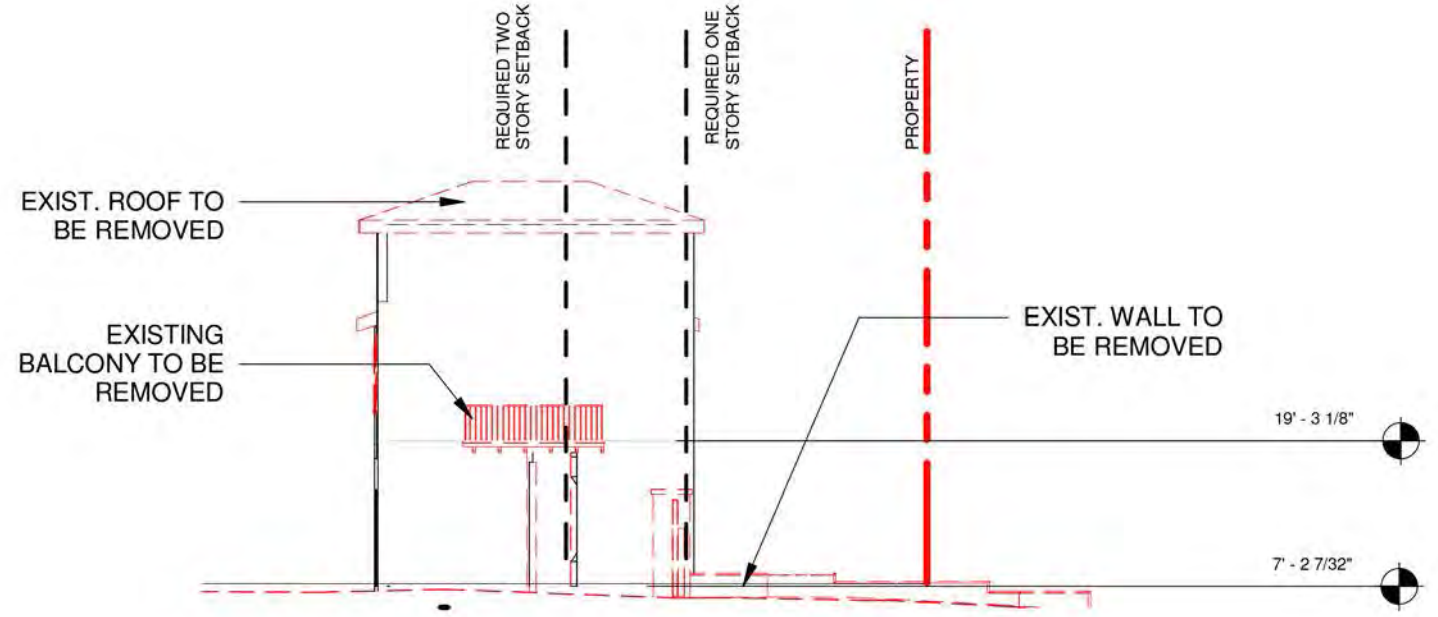 REQUIRED TWO
STORY SETBACK
REQUIRED ONE
STORY SETBACK
PROPERTY
EXIST. ROOF TO
BE REMOVED
EXISTING
BALCONY TO BE
REMOVED
EXIST. WALL TO
BE REMOVED
19' - 3 1/8"
7' - 2 7/32"